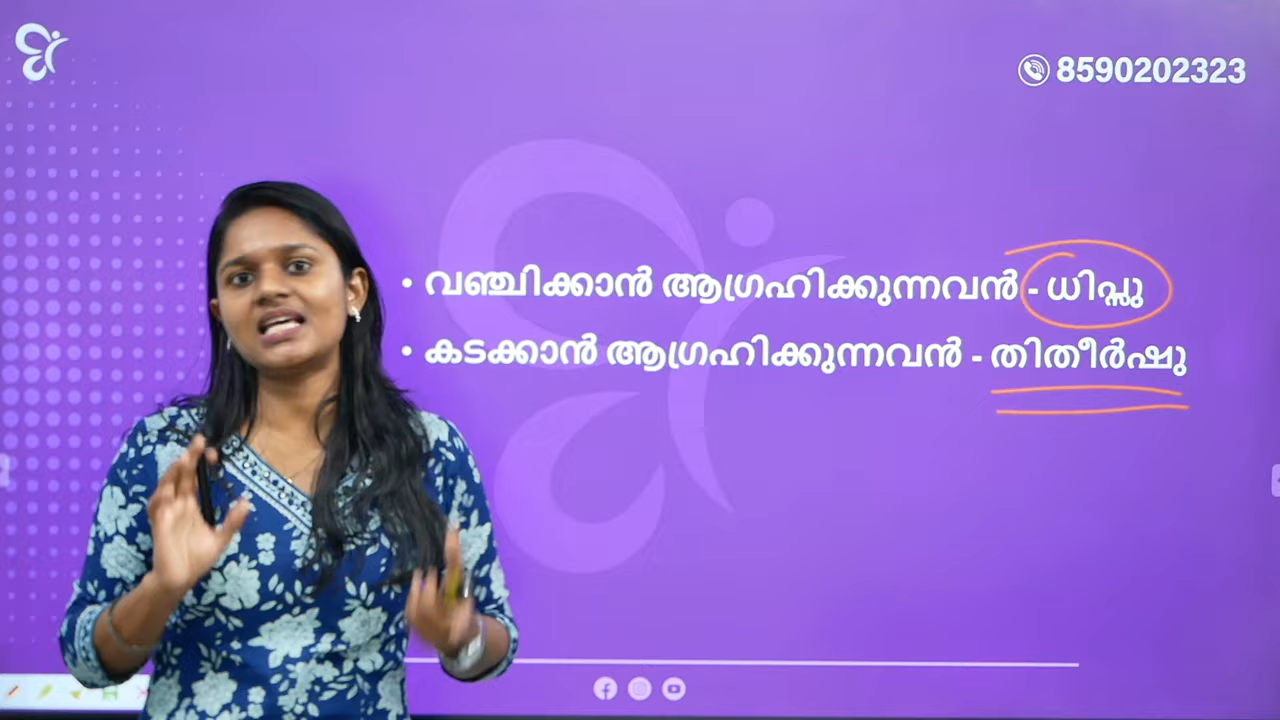 8590202323
• വഞ്ചിക്കാൻ ആഗ്രഹിക്കുന്നവൻ - ധിപ്സു
• കടക്കാൻ ആഗ്രഹിക്കുന്നവൻ - തിതീർഷു